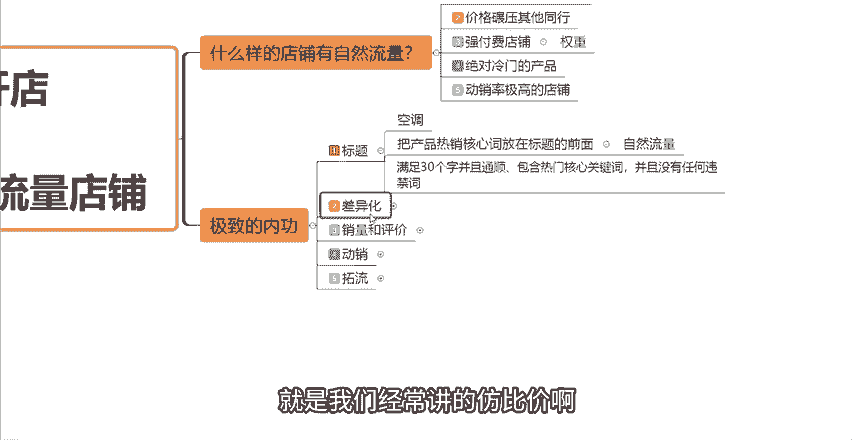 开店
流量店铺
什么样的店铺有自然流量？
价格碾压其他同行
强付费店铺 权重
绝对冷门的产品
动销率极高的店铺
极致的内功
标题
空调
把产品热销核心词放在标题的前面 自然流量
满足30个字并且通顺、包含热门核心关键词，并且没有任何违
禁词
差异化
销量和评价
动销
拓流
就是我们经常讲的仿比价啊